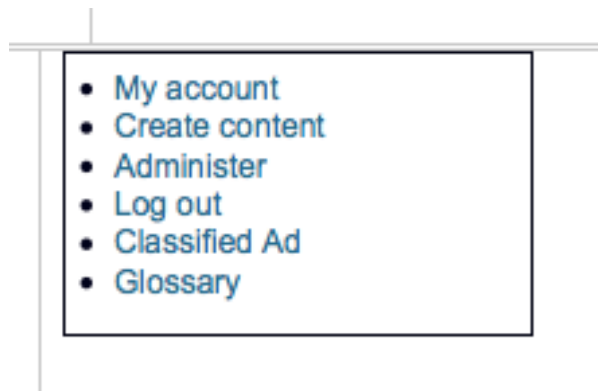 My account
Create content
Administer
Log out
Classified Ad
Glossary